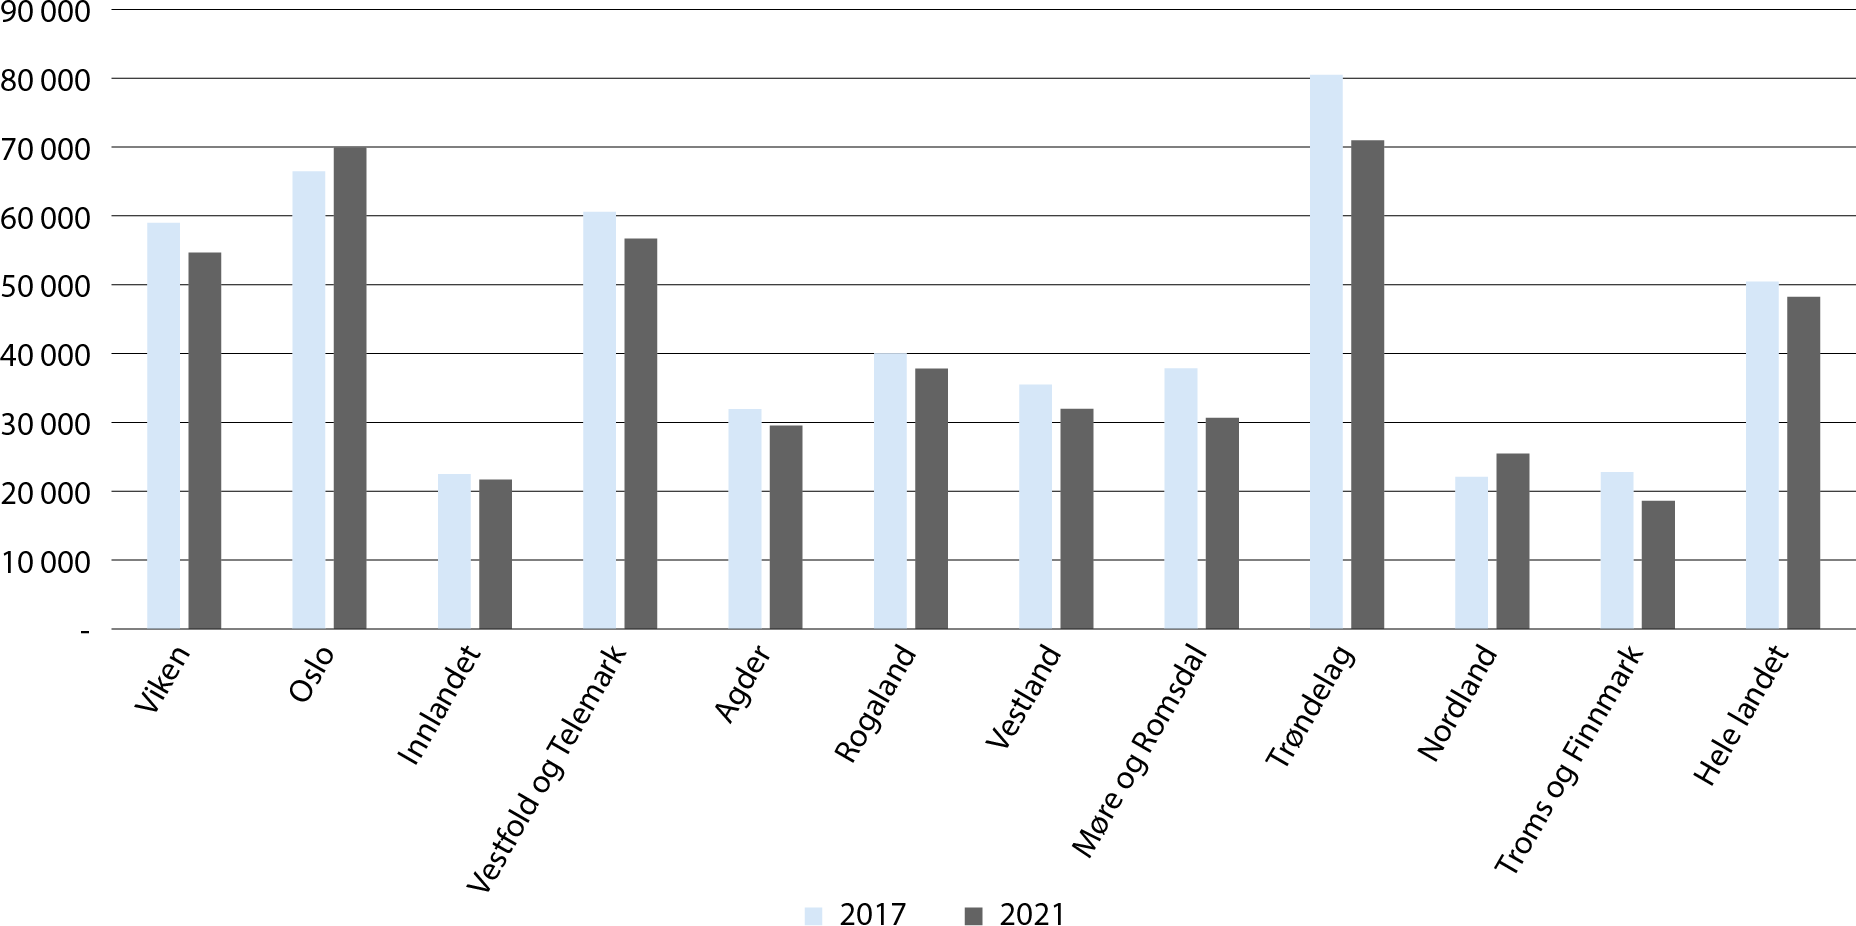 90 000
80 000
70 000
60 000
50 000
40 000
30 000
20 000
10 000
-
Viken
Oslo
Innlandet
Vestfold og Telemark
Agder
Rogaland
Vestland
Møre og Romsdal
Trøndelag
Nordland
Troms og Finnmark
Hele landet
2017
2021